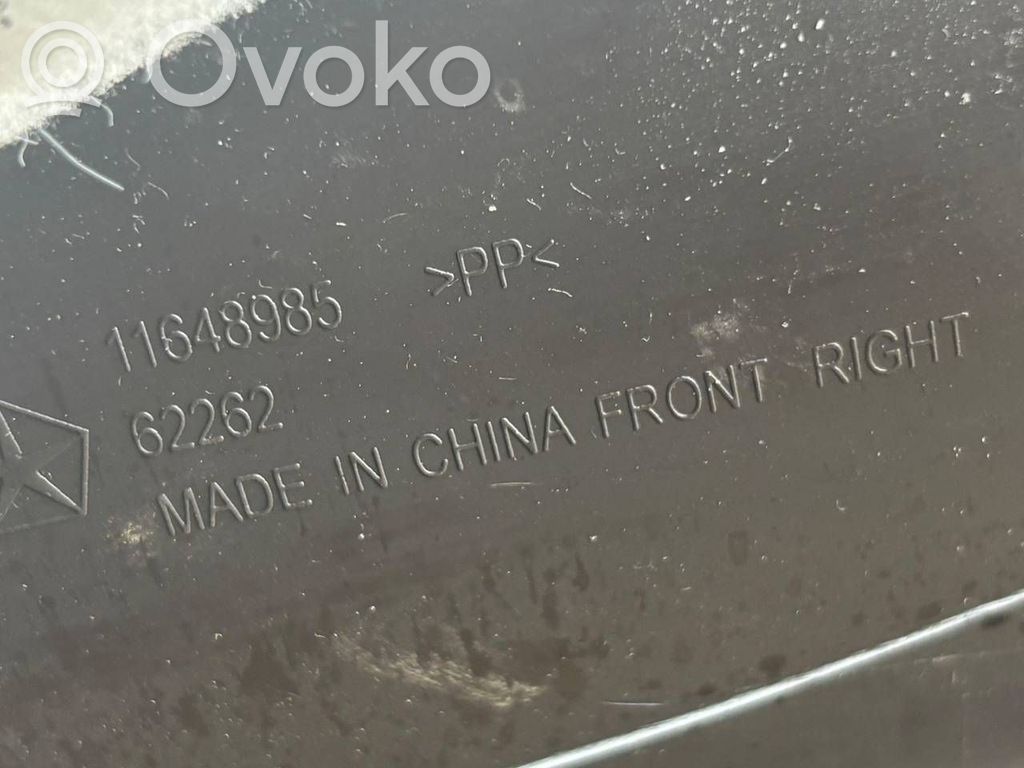 Ovoko
>PP<
11648985
62262
MADE IN CHINA FRONT RIGHT